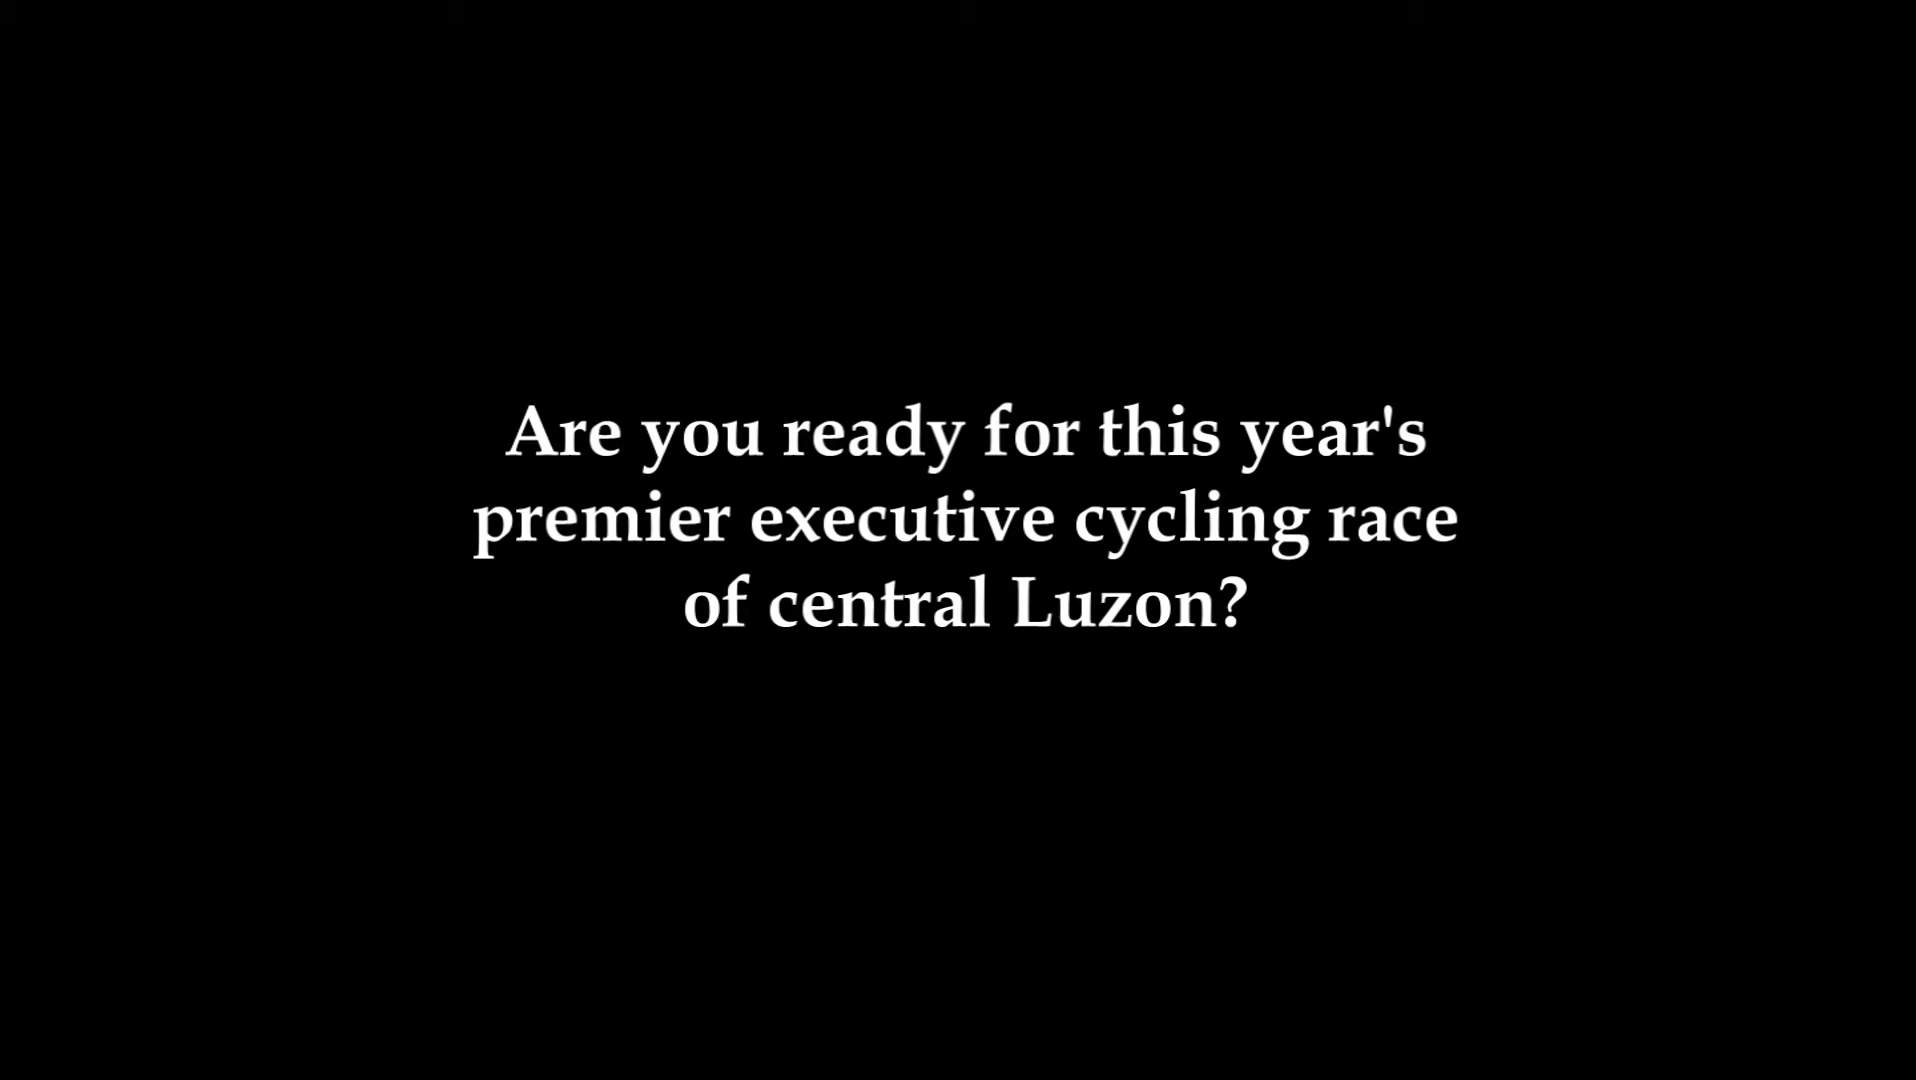 Are you ready for this year's
premier executive cycling race
of central Luzon?